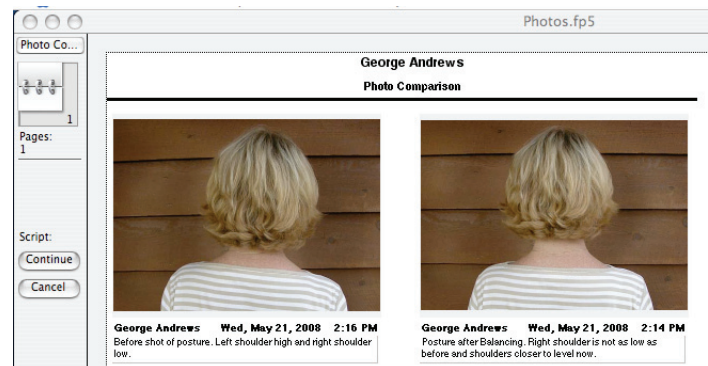 Photos.fp5
Photo Co...
1
Pages:
1
Script:
Continue
Cancel
George Andrews
Photo Comparison
George Andrews Wed, May 21, 2008 2:16 PM
Before shot of posture. Left shoulder high and right shoulder
low.
George Andrews Wed, May 21, 2008 2:14 PM
Posture after Balancing. Right shoulder is not as low as
before and shoulders closer to level now.